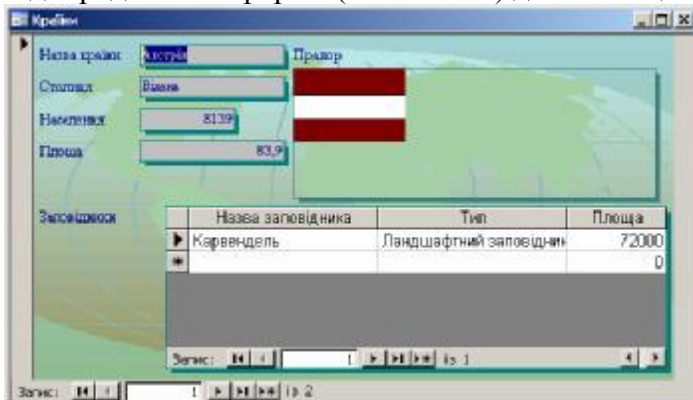 Країни
Назва країни Австрія Прапор
Столиця Відень
Населення 8139
Площа 83,9
Заповідники
Назва заповідника Тип Площа
Карвендель Ландшафтний заповідник 72000
0
Запис: 1 із 1
Запис: 1 із 2